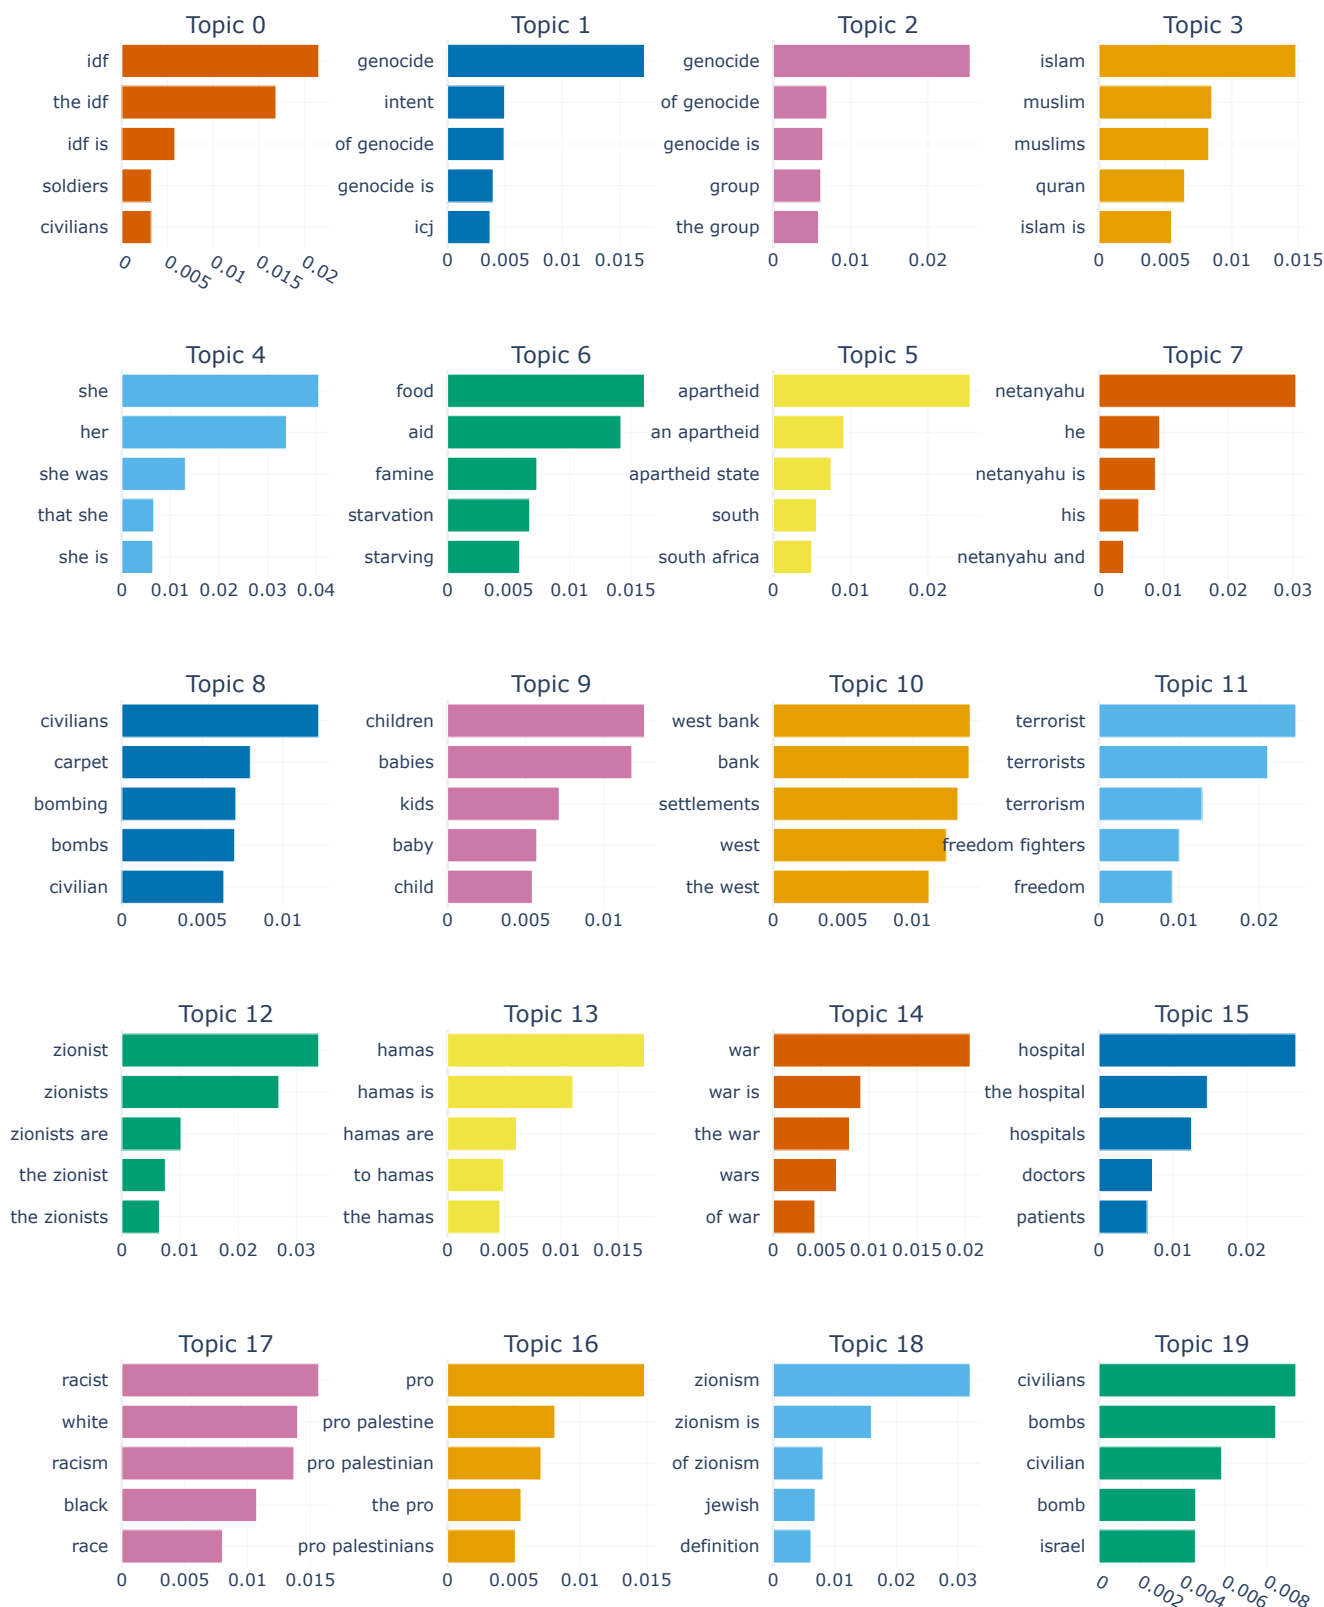 Topic 0
Topic 1
Topic 2
Topic 3
idf
the idf
idf is
soldiers
civilians
0 0.005 0.01 0.015 0.02
genocide
intent
of genocide
genocide is
icj
0 0.005 0.01 0.015
genocide
of genocide
genocide is
group
the group
0 0.01 0.02
islam
muslim
muslims
quran
islam is
0 0.005 0.01 0.015
Topic 4
Topic 6
Topic 5
Topic 7
she
her
she was
that she
she is
0 0.01 0.02 0.03 0.04
food
aid
famine
starvation
starving
0 0.005 0.01 0.015
apartheid
an apartheid
apartheid state
south
south africa
0 0.01 0.02
netanyahu
he
netanyahu is
his
netanyahu and
0 0.01 0.02 0.03
Topic 8
Topic 9
Topic 10
Topic 11
civilians
carpet
bombing
bombs
civilian
0 0.01
children
babies
kids
baby
child
0 0.005 0.01
west bank
bank
settlements
west
the west
0 0.005 0.01
terrorist
terrorists
terrorism
freedom fighters
freedom
0 0.01 0.02
Topic 12
Topic 13
Topic 14
Topic 15
zionist
zionists
zionists are
the zionist
the zionists
0 0.01 0.02 0.03
hamas
hamas is
hamas are
to hamas
the hamas
0 0.005 0.01 0.015
war
war is
the war
wars
of war
0 0.005 0.01 0.015 0.02
hospital
the hospital
hospitals
doctors
patients
0 0.01 0.02
Topic 17
Topic 16
Topic 18
Topic 19
racist
white
racism
black
race
0 0.005 0.01 0.015
pro
pro palestine
pro palestinian
the pro
pro palestinians
0 0.005 0.01 0.015
zionism
zionism is
of zionism
jewish
definition
0 0.01 0.02 0.03
civilians
bombs
civilian
bomb
israel
0 0.002 0.004 0.006 0.008